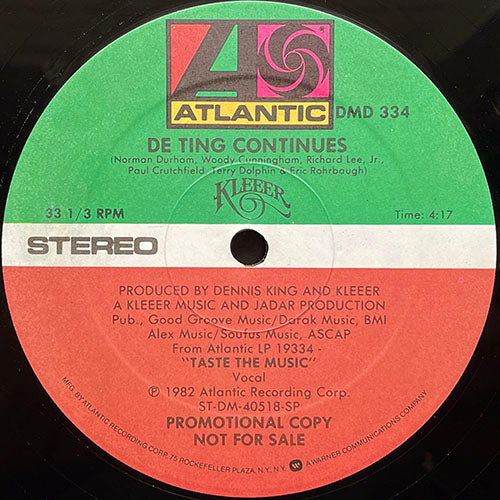 ATLANTIC
DMD 334
DE TING CONTINUES
(Norman Durham, Woody Cunningham, Richard Lee, Jr.,
Paul Crutchfield, Terry Dolphin & Eric Rohrbaugh)
KLEEER
33 1/3 RPM
Time: 4:17
STEREO
PRODUCED BY DENNIS KING AND KLEEER
A KLEEER MUSIC AND JADAR PRODUCTION
Pub., Good Groove Music/Darak Music, BMI
Alex Music/Soufus Music, ASCAP
From Atlantic LP 19334 -
"TASTE THE MUSIC"
Vocal
℗ 1982 Atlantic Recording Corp.
ST-DM-40518-SP
PROMOTIONAL COPY
NOT FOR SALE
MFG. BY ATLANTIC RECORDING CORP. 75 ROCKEFELLER PLAZA, N.Y., N.Y. A WARNER COMMUNICATIONS COMPANY